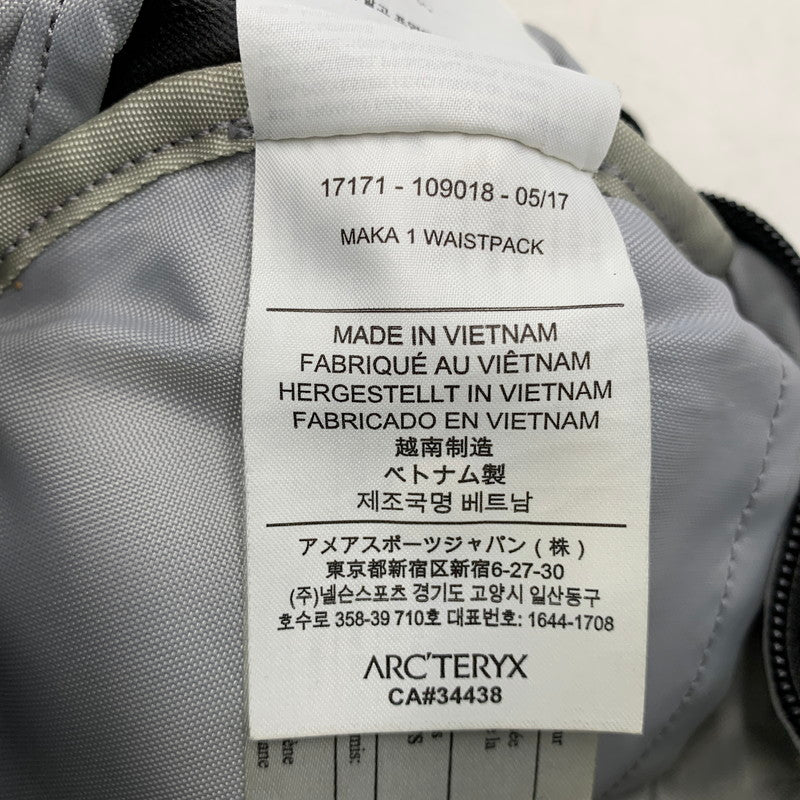 17171 - 109018 - 05/17
MAKA 1 WAISTPACK
MADE IN VIETNAM
FABRIQUÉ AU VIÊTNAM
HERGESTELLT IN VIETNAM
FABRICADO EN VIETNAM
越南制造
ベトナム製
제조국명 베트남
アメアスポーツジャパン(株)
東京都新宿区新宿6-27-30
(주)넬슨스포츠 경기도 고양시 일산동구
호수로 358-39 710호 대표번호: 1644-1708
ARC'TERYX
CA#34438